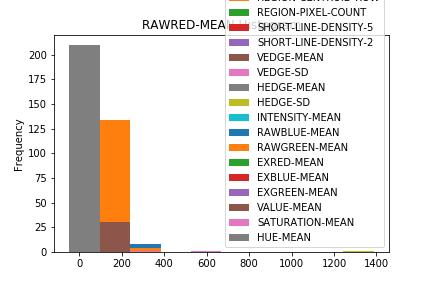 RAWRED-MEAN
REGION-PIXEL-COUNT
SHORT-LINE-DENSITY-5
SHORT-LINE-DENSITY-2
VEDGE-MEAN
VEDGE-SD
HEDGE-MEAN
HEDGE-SD
INTENSITY-MEAN
RAWBLUE-MEAN
RAWGREEN-MEAN
EXRED-MEAN
EXBLUE-MEAN
EXGREEN-MEAN
VALUE-MEAN
SATURATION-MEAN
HUE-MEAN
Frequency
200
175
150
125
100
75
50
25
0
0 200 400 600 800 1000 1200 1400